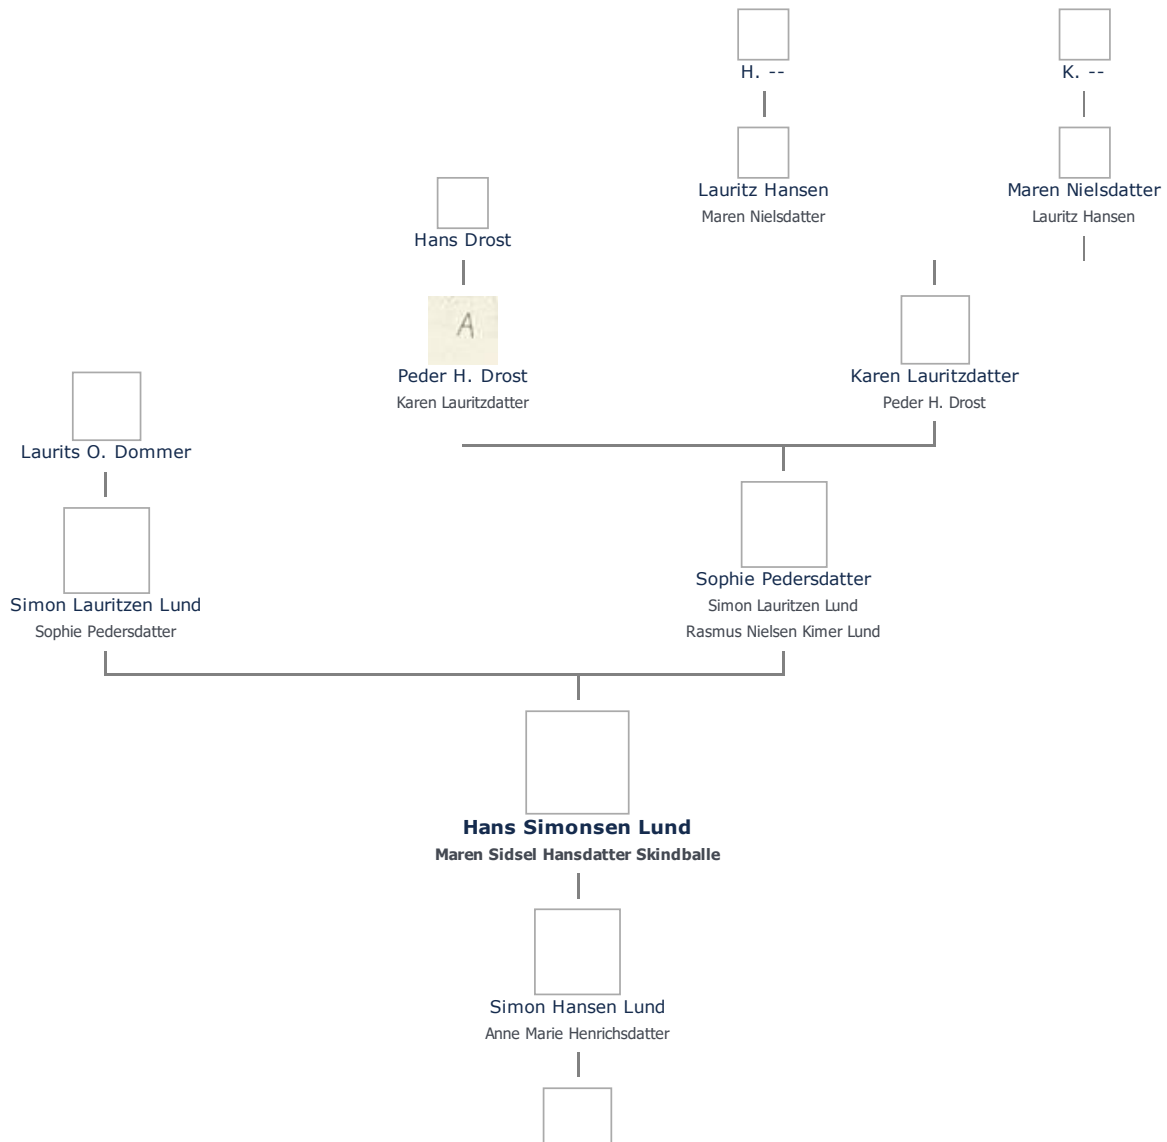 H. --
K. --
Lauritz Hansen
Maren Nielsdatter
Maren Nielsdatter
Lauritz Hansen
Hans Drost
A
Peder H. Drost
Karen Lauritzdatter
Karen Lauritzdatter
Peder H. Drost
Laurits O. Dommer
Simon Lauritzen Lund
Sophie Pedersdatter
Sophie Pedersdatter
Simon Lauritzen Lund
Rasmus Nielsen Kimer Lund
Hans Simonsen Lund
Maren Sidsel Hansdatter Skindballe
Simon Hansen Lund
Anne Marie Henrichsdatter